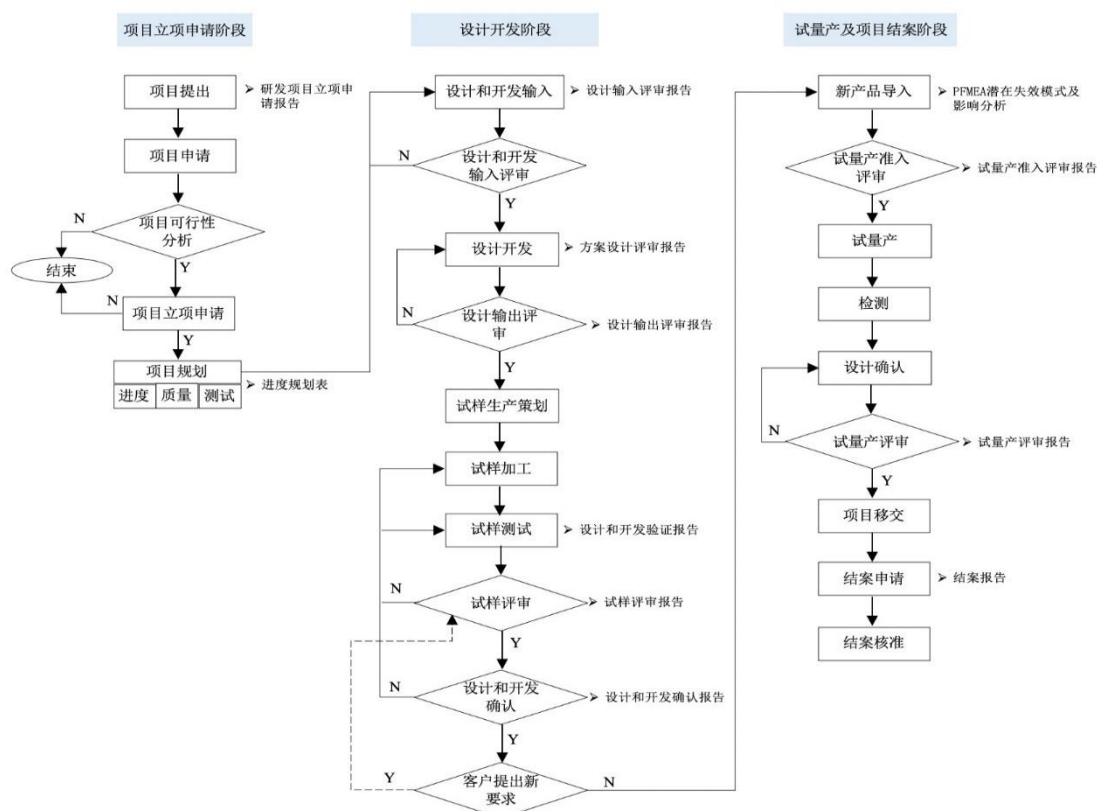 项目立项申请阶段
项目提出
研发项目立项申
请报告
项目申请
项目可行性
分析
N
Y
结束
N
项目立项申请
Y
项目规划
进度 质量 测试
进度规划表
设计开发阶段
设计和开发输入
设计输入评审报告
N
设计和开发
输入评审
Y
设计开发
方案设计评审报告
N
设计输出评
审
设计输出评审报告
Y
试样生产策划
试样加工
试样测试
设计和开发验证报告
N
试样评审
试样评审报告
Y
N
设计和开发
确认
设计和开发确认报告
Y
Y
客户提出新
要求
N
试量产及项目结案阶段
新产品导入
PFMEA潜在失效模式及
影响分析
试量产准入
评审
试量产准入评审报告
Y
试量产
检测
设计确认
N
试量产评审
试量产评审报告
Y
项目移交
结案申请
结案报告
结案核准